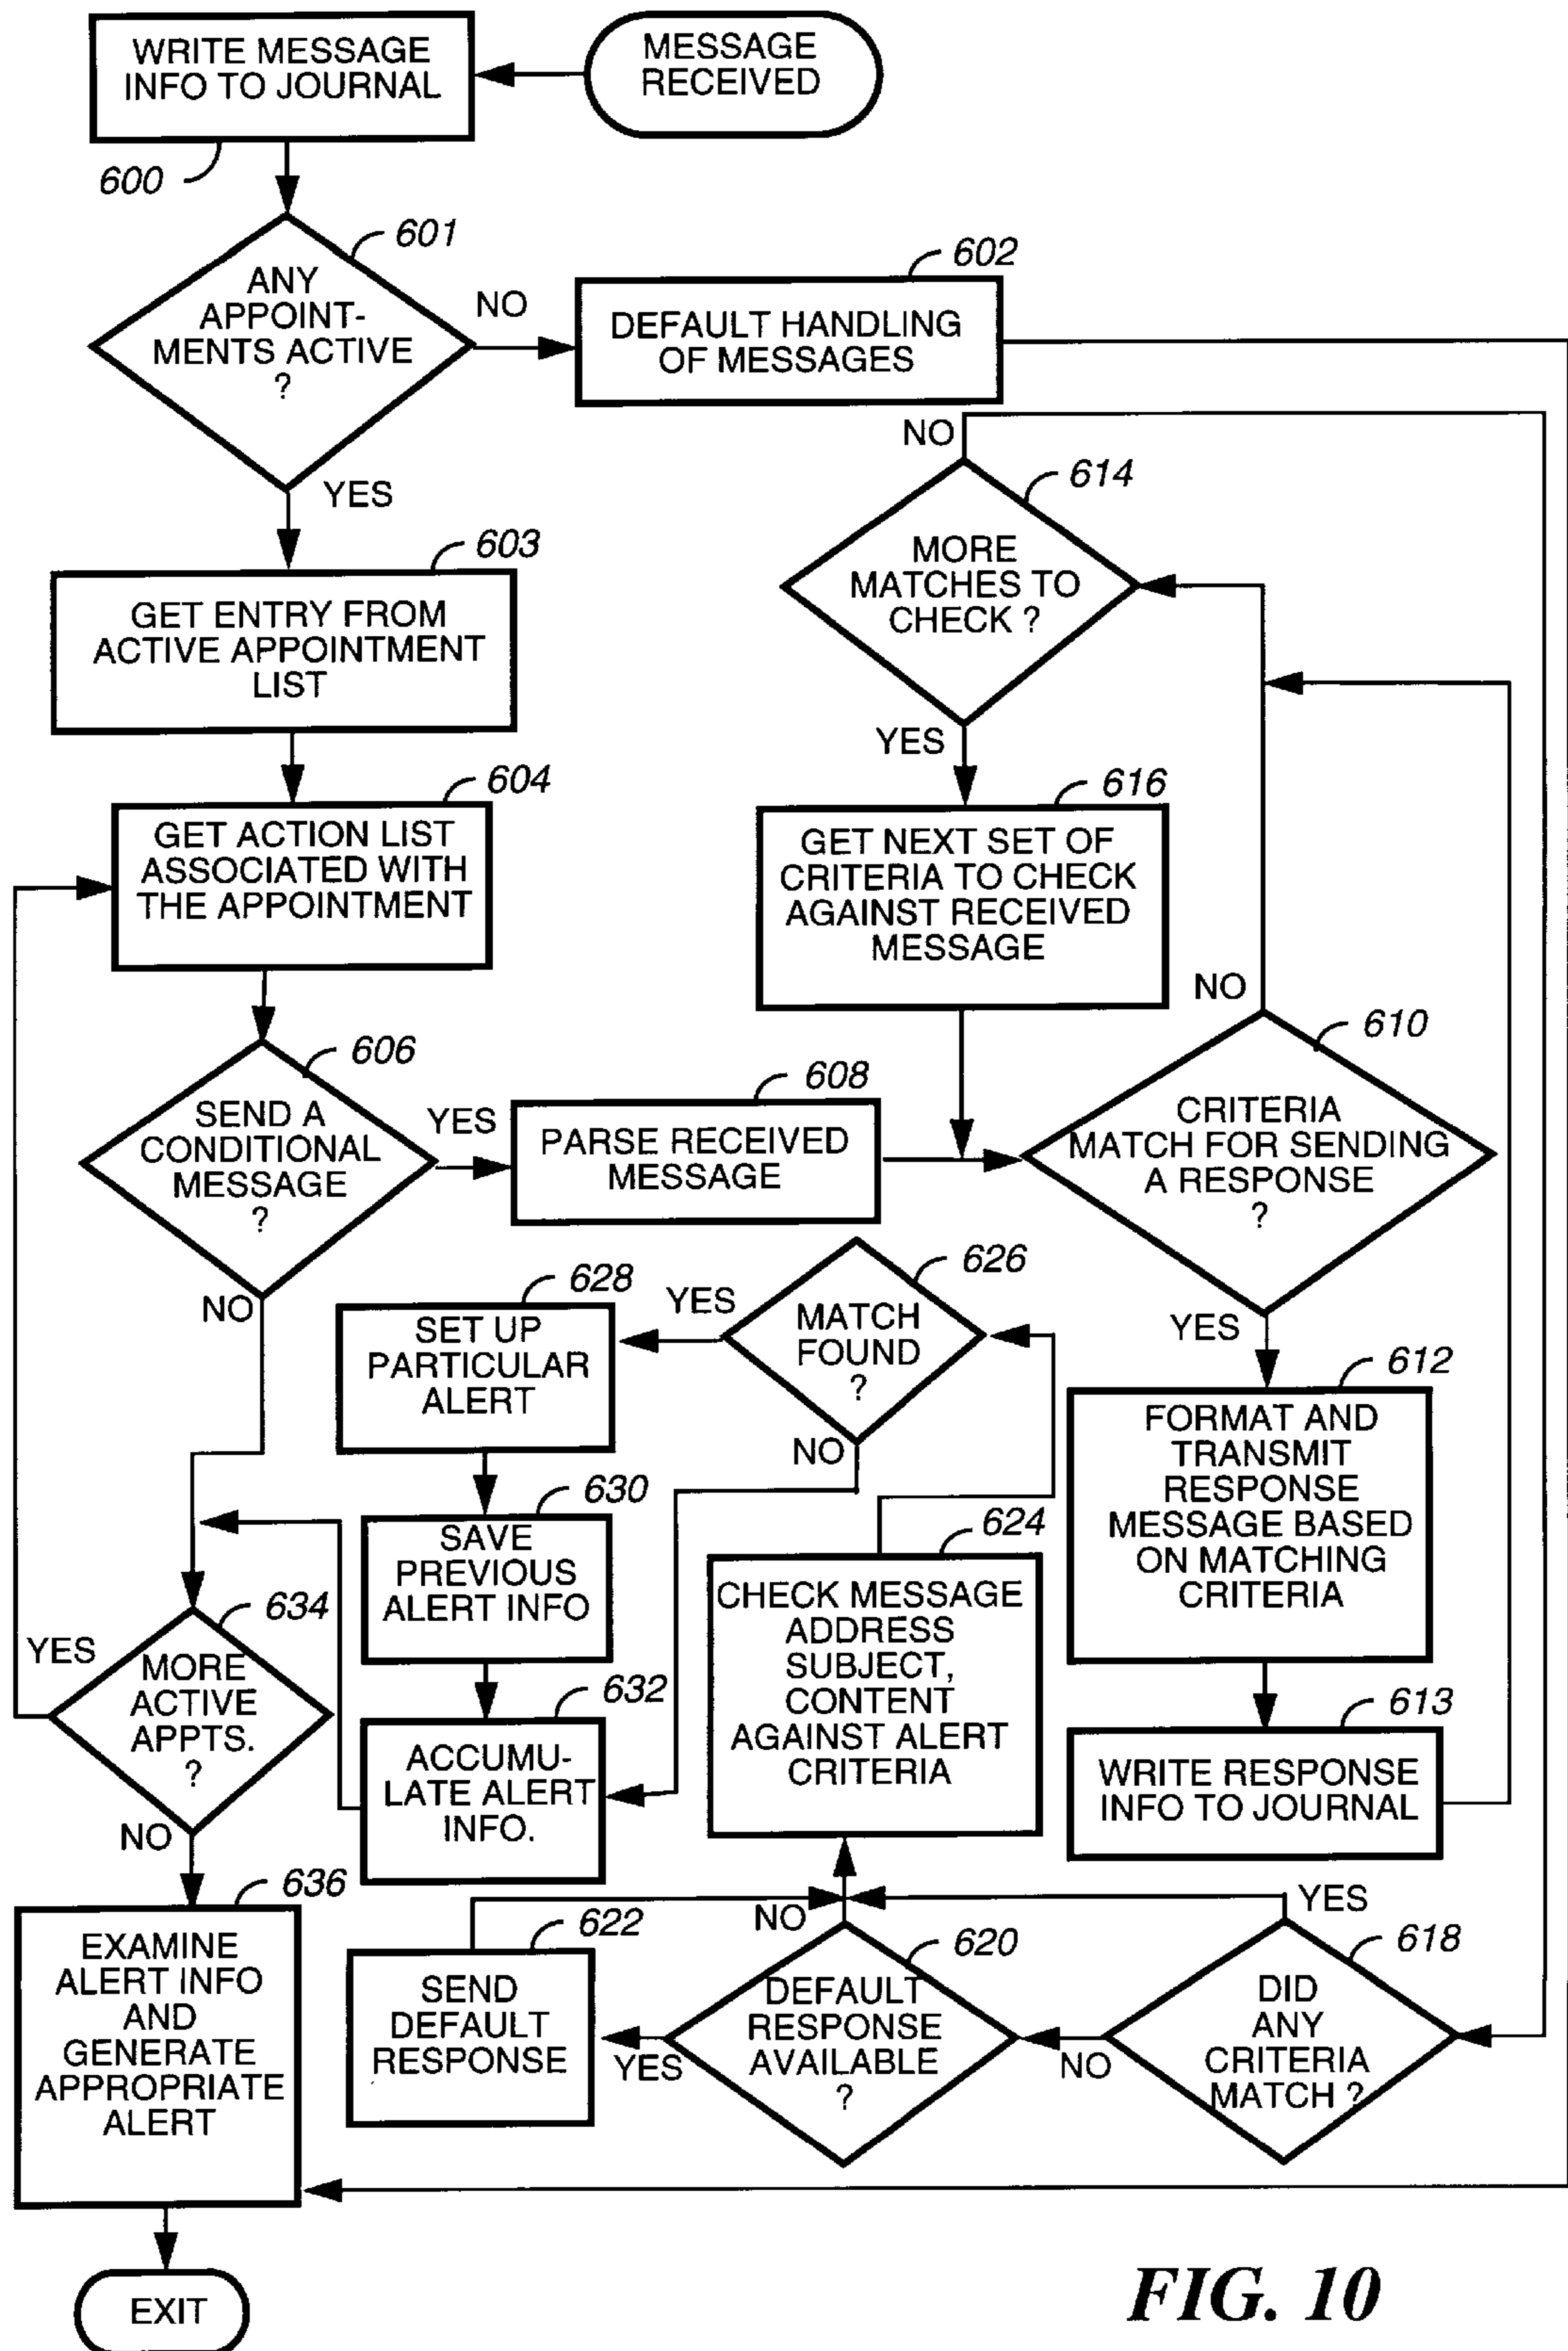 MESSAGE
RECEIVED
WRITE MESSAGE
INFO TO JOURNAL
600
601
ANY
APPOINT-
MENTS ACTIVE
?
NO
YES
602
DEFAULT HANDLING
OF MESSAGES
603
GET ENTRY FROM
ACTIVE APPOINTMENT
LIST
604
GET ACTION LIST
ASSOCIATED WITH
THE APPOINTMENT
606
SEND A
CONDITIONAL
MESSAGE
?
YES
NO
608
PARSE RECEIVED
MESSAGE
610
CRITERIA
MATCH FOR SENDING
A RESPONSE
?
NO
YES
612
FORMAT AND
TRANSMIT
RESPONSE
MESSAGE BASED
ON MATCHING
CRITERIA
613
WRITE RESPONSE
INFO TO JOURNAL
614
MORE
MATCHES TO
CHECK ?
NO
YES
616
GET NEXT SET OF
CRITERIA TO CHECK
AGAINST RECEIVED
MESSAGE
618
DID
ANY
CRITERIA
MATCH ?
YES
NO
620
DEFAULT
RESPONSE
AVAILABLE
?
NO
YES
622
SEND
DEFAULT
RESPONSE
624
CHECK MESSAGE
ADDRESS
SUBJECT,
CONTENT
AGAINST ALERT
CRITERIA
626
MATCH
FOUND
?
YES
NO
628
SET UP
PARTICULAR
ALERT
630
SAVE
PREVIOUS
ALERT INFO
632
ACCUMU-
LATE ALERT
INFO.
634
MORE
ACTIVE
APPTS.
?
YES
NO
636
EXAMINE
ALERT INFO
AND
GENERATE
APPROPRIATE
ALERT
EXIT
FIG. 10